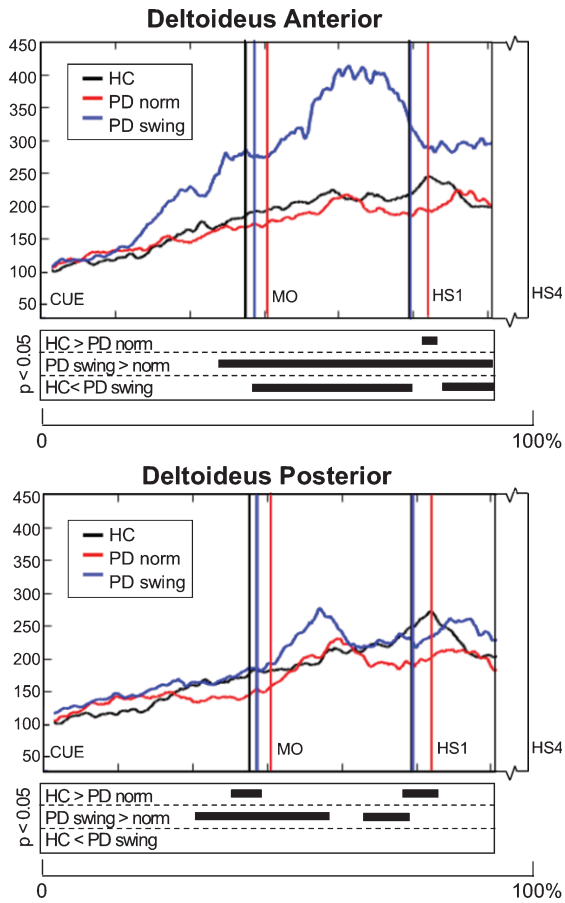 Deltoideus Anterior
450
400
350
300
250
200
150
100
50
HC
PD norm
PD swing
CUE
MO
HS1
HS4
p < 0.05
HC > PD norm
PD swing > norm
HC< PD swing
0
100%
Deltoideus Posterior
450
400
350
300
250
200
150
100
50
HC
PD norm
PD swing
CUE
MO
HS1
HS4
p < 0.05
HC > PD norm
PD swing > norm
HC < PD swing
0
100%